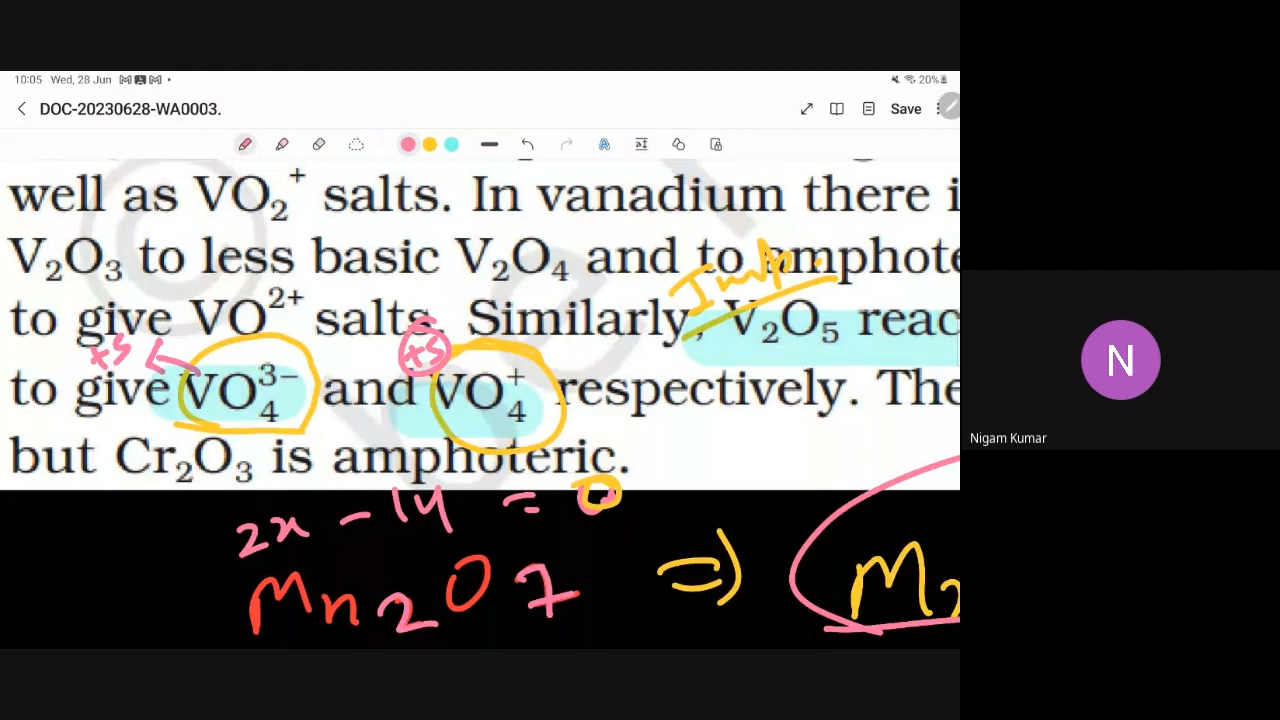 10:05 Wed, 28 Jun
20%
DOC-20230628-WA0003.
Save
well as VO₂⁺ salts. In vanadium there i
V₂O₃ to less basic V₂O₄ and to amphote
Imp.
to give VO²⁺ salts. Similarly, V₂O₅ reac
+5
+5
to give VO₄³⁻ and VO₄⁺ respectively. The
but Cr₂O₃ is amphoteric.
2x - 14 = 0
Mn₂O₇ ⇒ M₂
N
Nigam Kumar